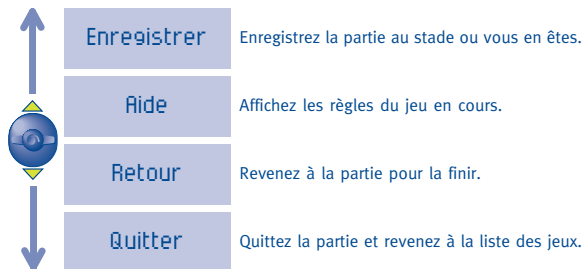 Enregistrer Enregistrez la partie au stade ou vous en êtes.
Aide Affichez les règles du jeu en cours.
Retour Revenez à la partie pour la finir.
Quitter Quittez la partie et revenez à la liste des jeux.